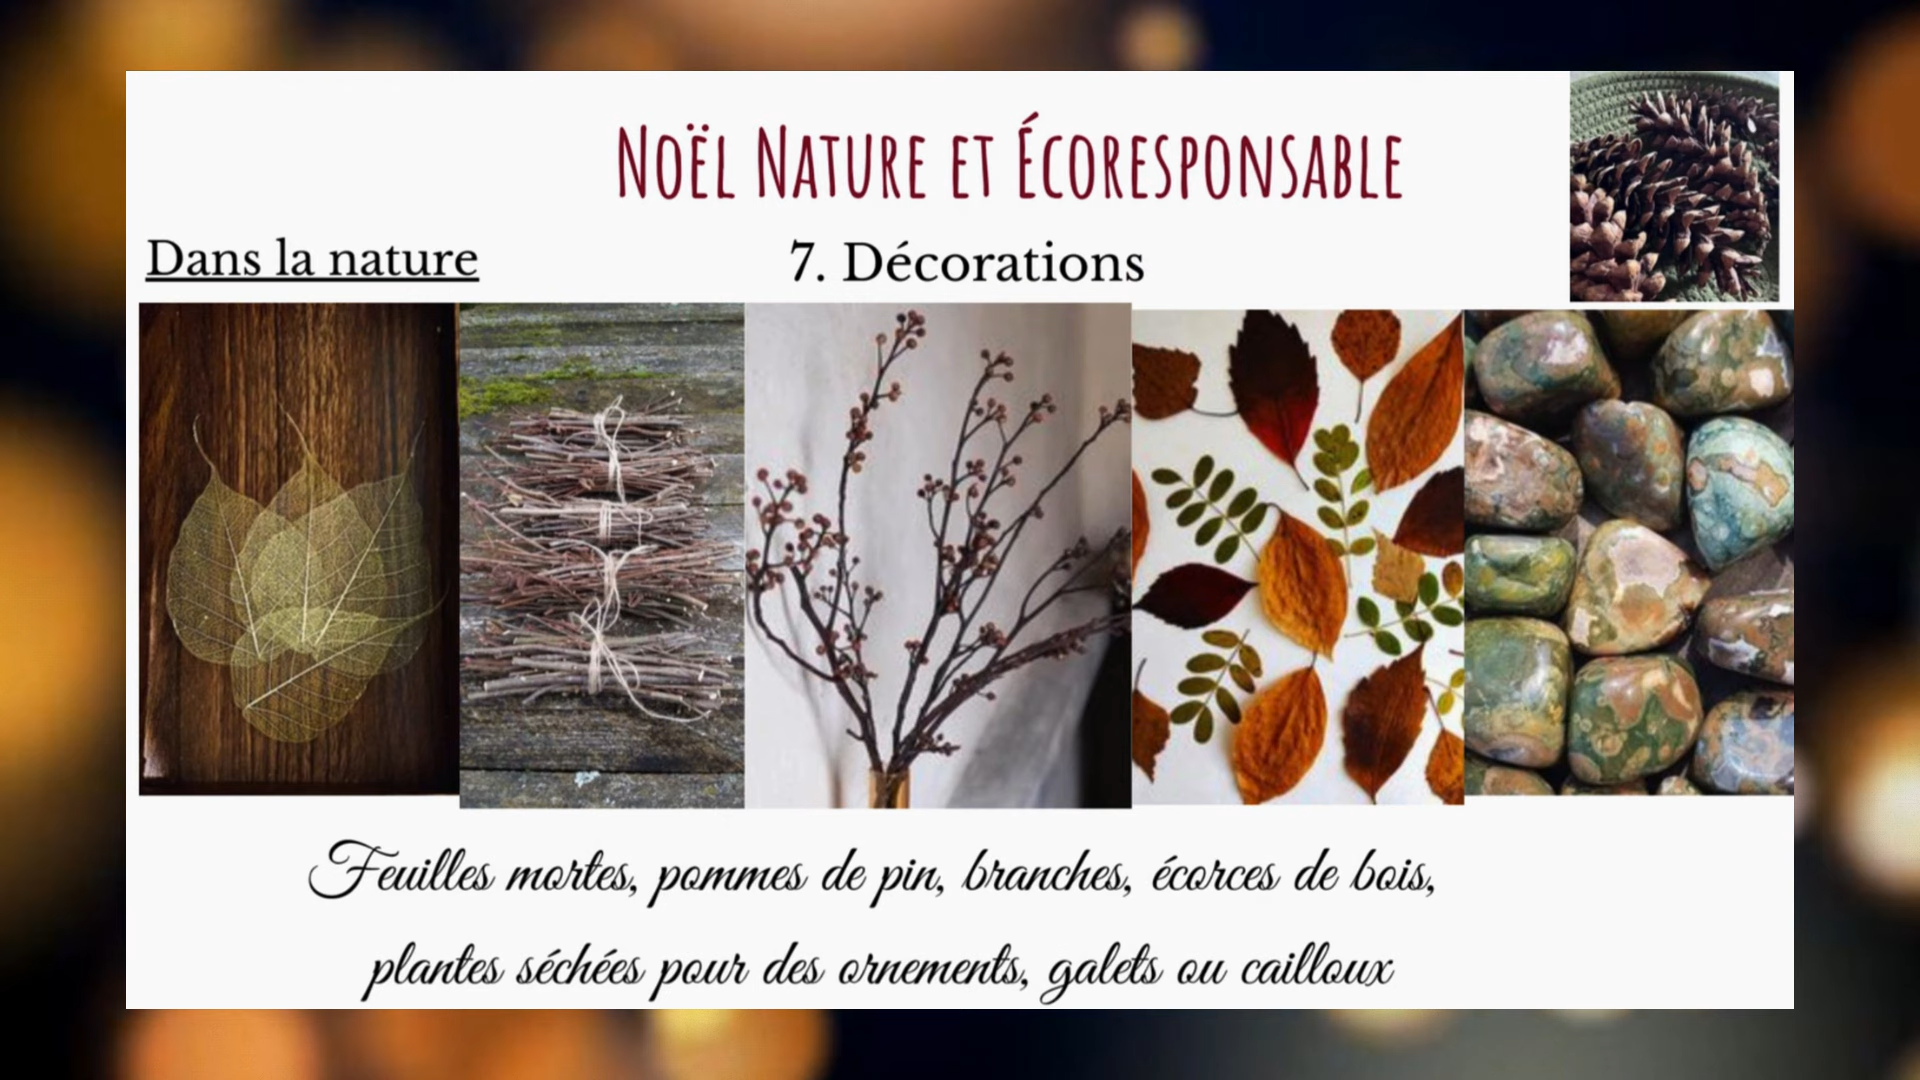 Noël Nature et Écoresponsable
Dans la nature
7. Décorations
Feuilles mortes, pommes de pin, branches, écorces de bois,
plantes séchées pour des ornements, galets ou cailloux